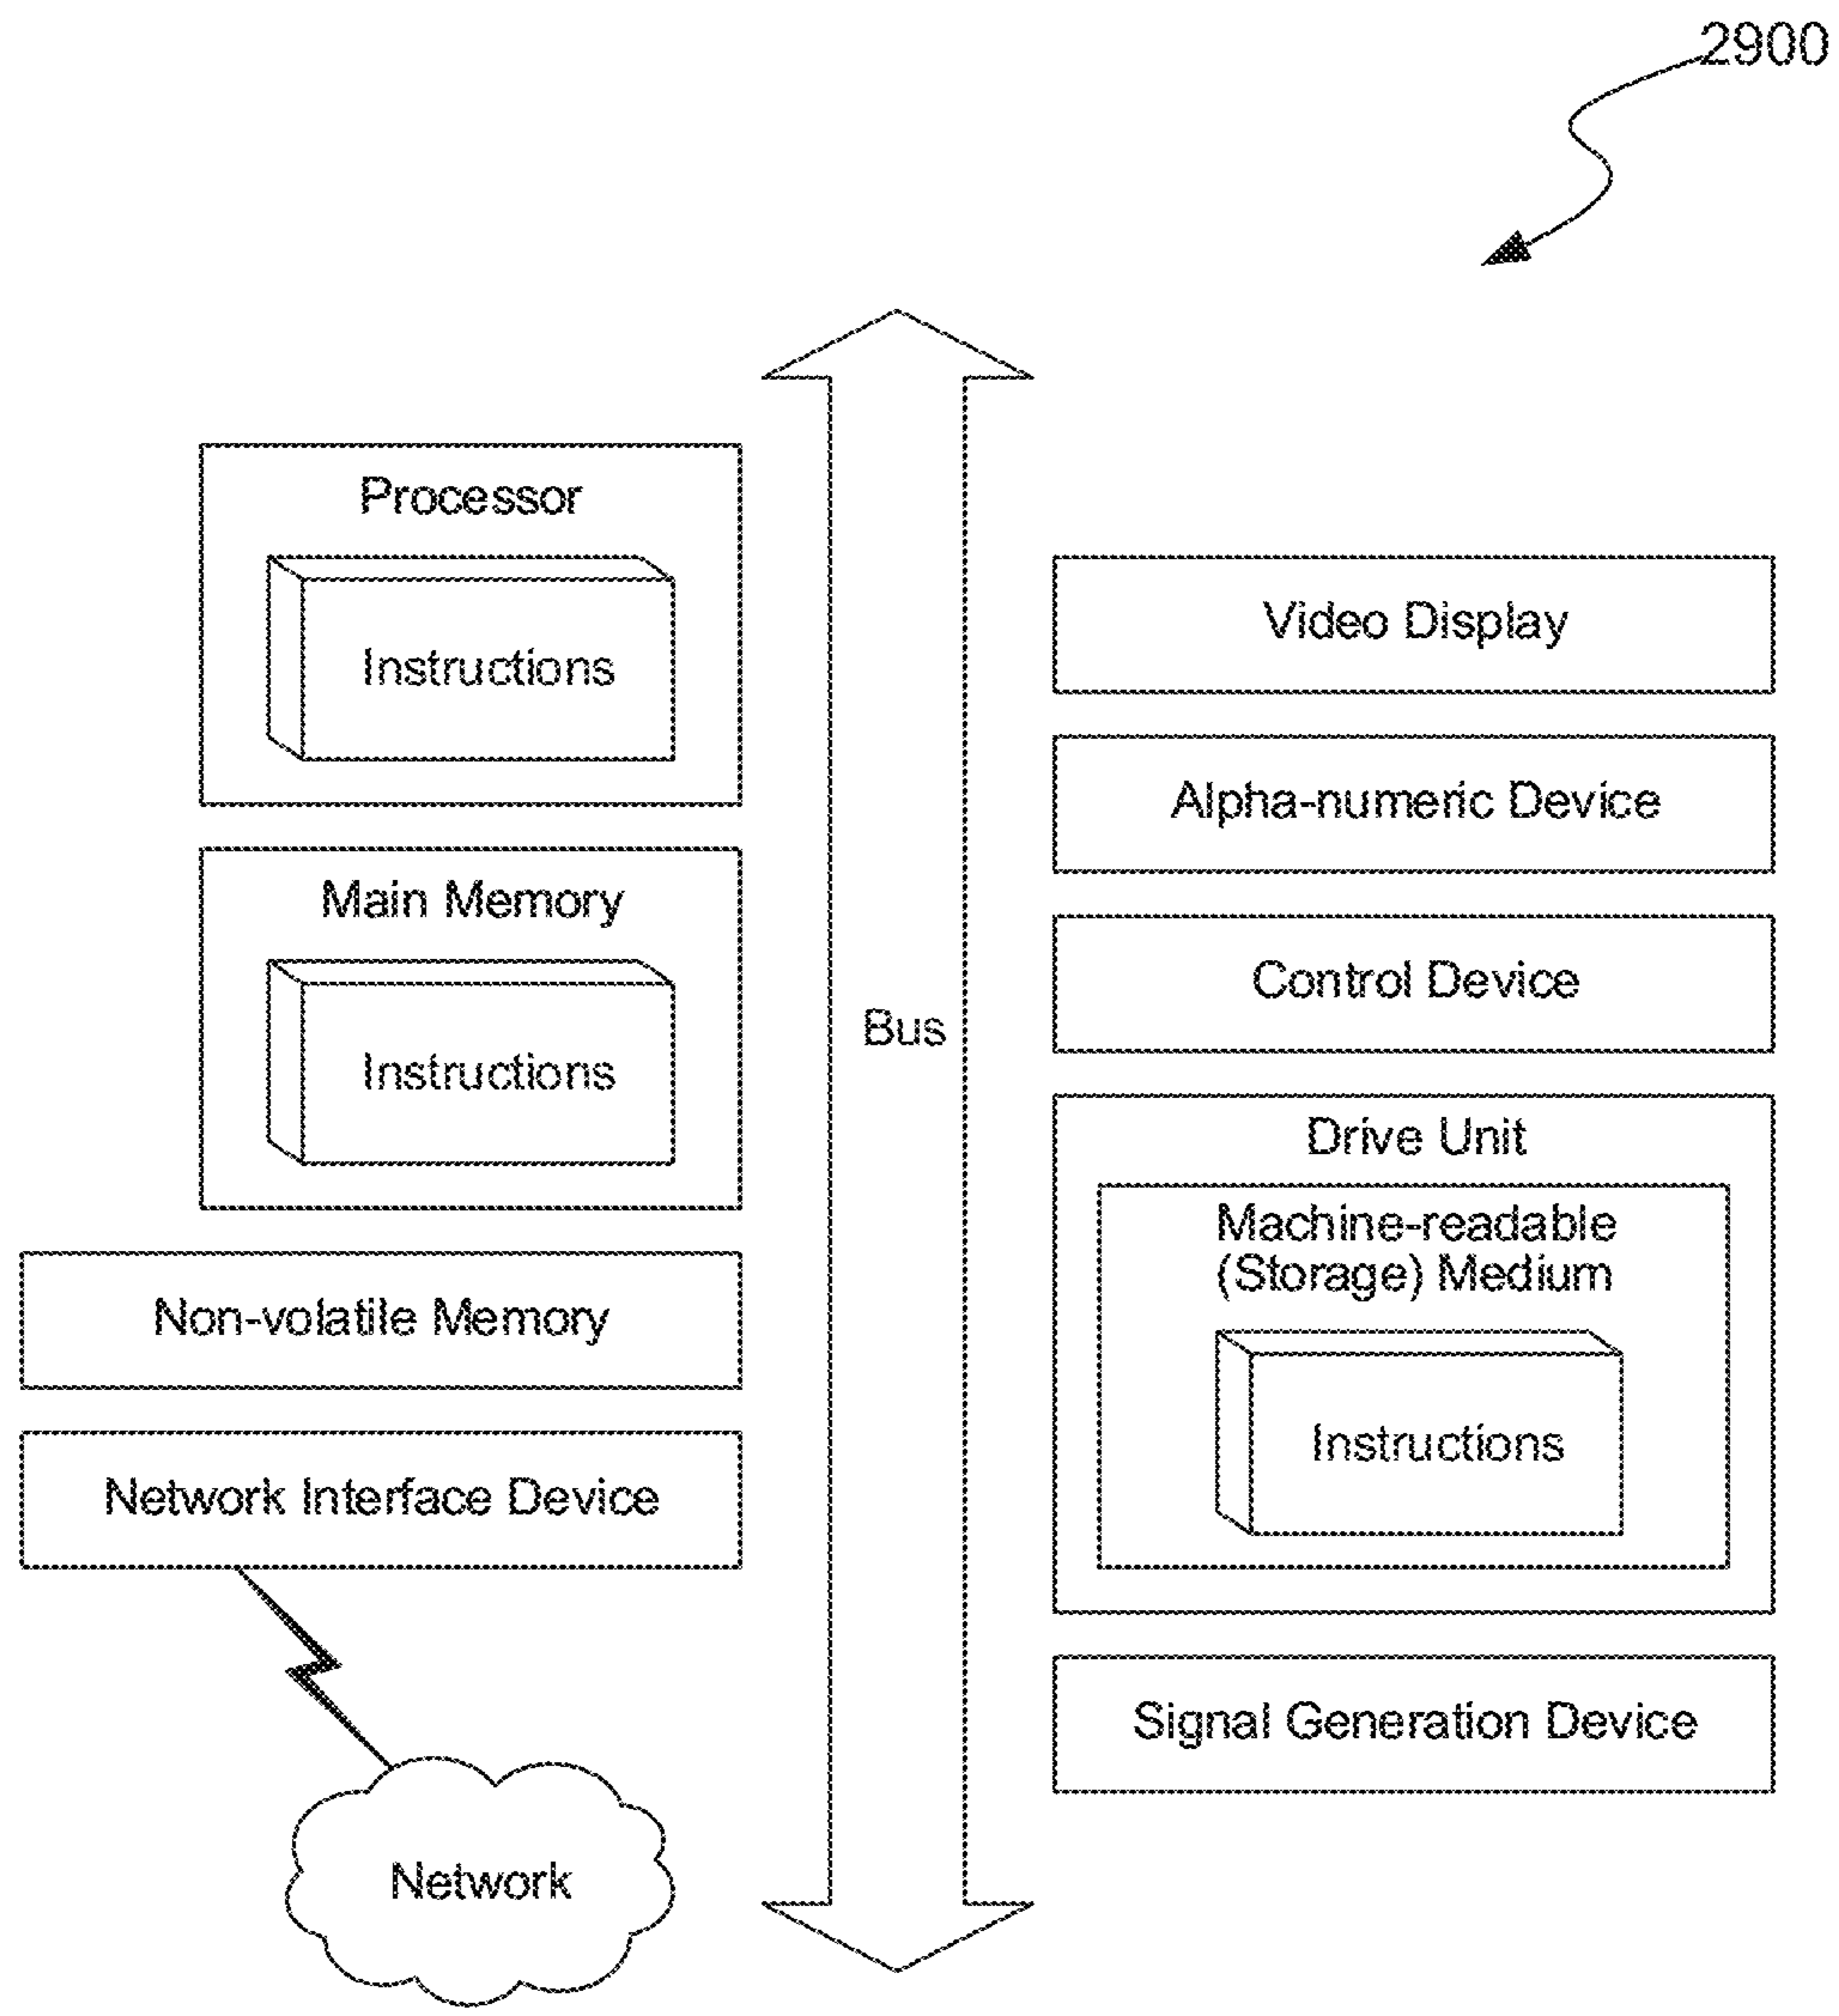 2900
Processor
Instructions
Main Memory
Instructions
Non-volatile Memory
Network Interface Device
Network
Bus
Video Display
Alpha-numeric Device
Control Device
Drive Unit
Machine-readable
(Storage) Medium
Instructions
Signal Generation Device